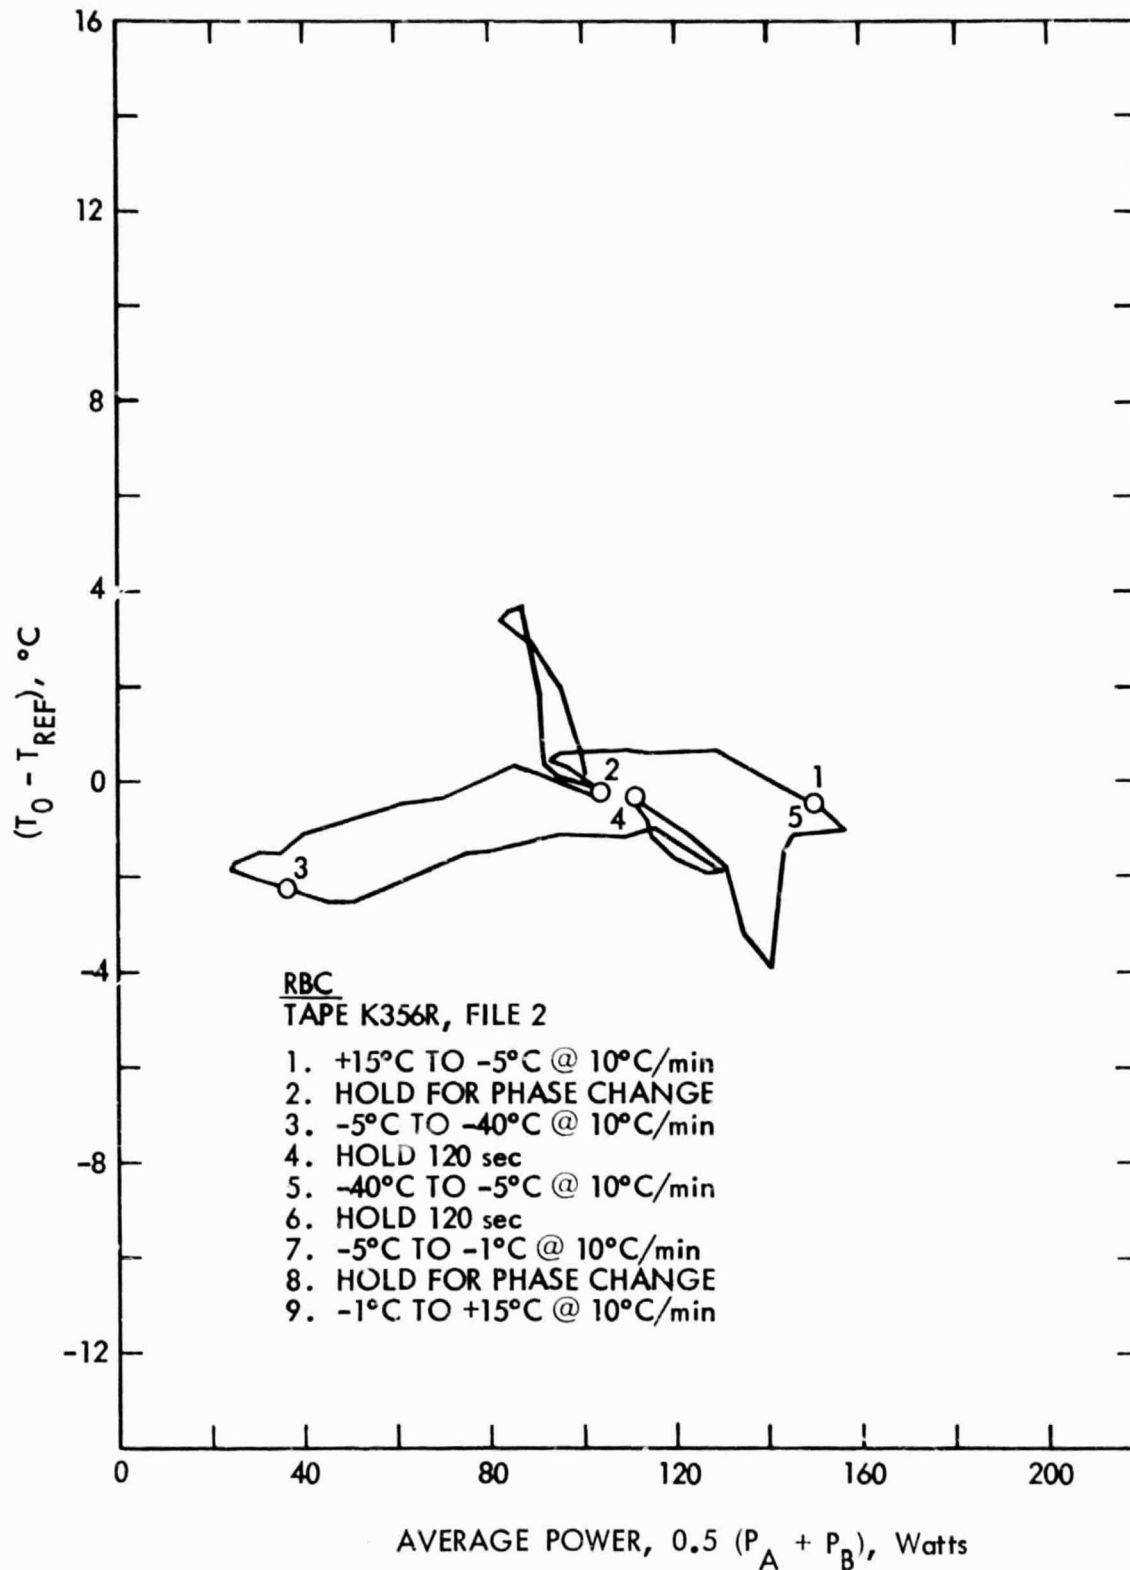 16
12
8
4
0
-4
-8
-12
(T0 - TREF), °C
1
2
3
4
5
RBC
TAPE K356R, FILE 2
1. +15°C TO -5°C @ 10°C/min
2. HOLD FOR PHASE CHANGE
3. -5°C TO -40°C @ 10°C/min
4. HOLD 120 sec
5. -40°C TO -5°C @ 10°C/min
6. HOLD 120 sec
7. -5°C TO -1°C @ 10°C/min
8. HOLD FOR PHASE CHANGE
9. -1°C TO +15°C @ 10°C/min
0 40 80 120 160 200
AVERAGE POWER, 0.5 (PA + PB), Watts